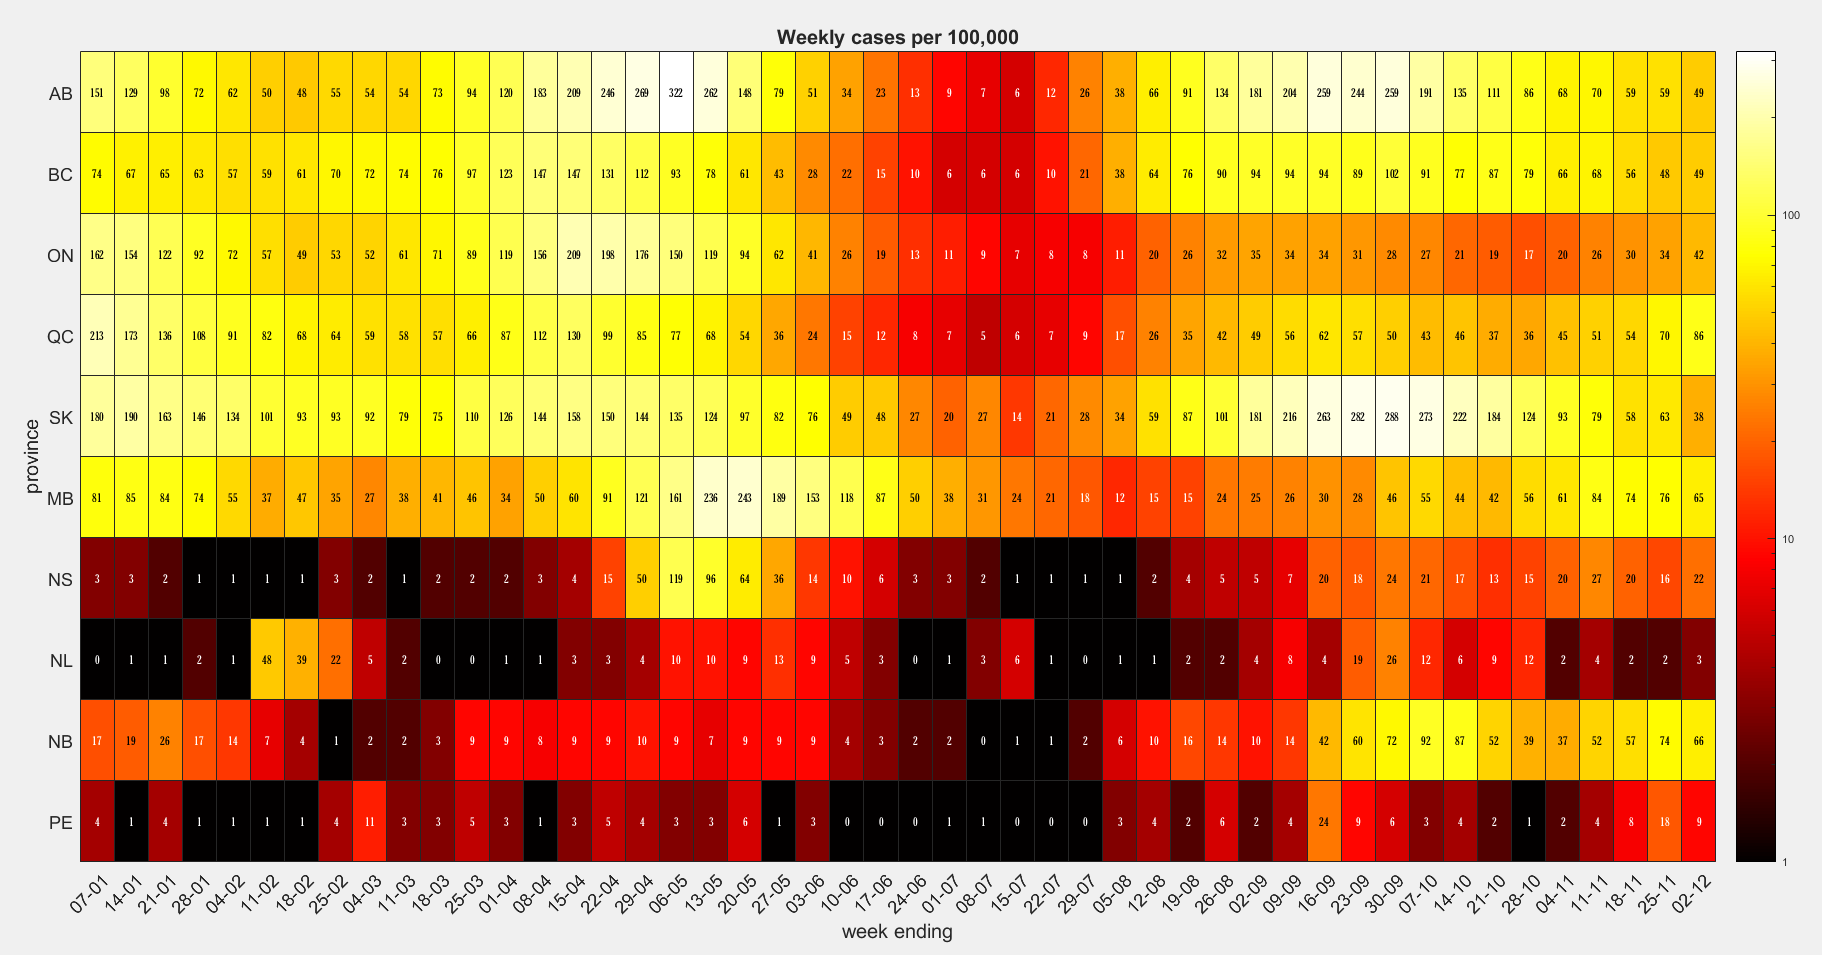 Weekly cases per 100,000
AB 151 129 98 72 62 50 48 55 54 54 73 94 120 183 209 246 269 322 262 148 79 51 34 23 13 9 7 6 12 26 38 66 91 134 181 204 259 244 259 191 135 111 86 68 70 59 59 49
BC 74 67 65 63 57 59 61 70 72 74 76 97 123 147 147 131 112 93 78 61 43 28 22 15 10 6 6 6 10 21 38 64 76 90 94 94 94 89 102 91 77 87 79 66 68 56 48 49
100
ON 162 154 122 92 72 57 49 53 52 61 71 89 119 156 209 198 176 150 119 94 62 41 26 19 13 11 9 7 8 8 11 20 26 32 35 34 34 31 28 27 21 19 17 20 26 30 34 42
QC 213 173 136 108 91 82 68 64 59 58 57 66 87 112 130 99 85 77 68 54 36 24 15 12 8 7 5 6 7 9 17 26 35 42 49 56 62 57 50 43 46 37 36 45 51 54 70 86
SK 180 190 163 146 134 101 93 93 92 79 75 110 126 144 158 150 144 135 124 97 82 76 49 48 27 20 27 14 21 28 34 59 87 101 181 216 263 282 288 273 222 184 124 93 79 58 63 38
province
MB 81 85 84 74 55 37 47 35 27 38 41 46 34 50 60 91 121 161 236 243 189 153 118 87 50 38 31 24 21 18 12 15 15 24 25 26 30 28 46 55 44 42 56 61 84 74 76 65
10
NS 3 3 2 1 1 1 1 3 2 1 2 2 2 3 4 15 50 119 96 64 36 14 10 6 3 3 2 1 1 1 1 2 4 5 5 7 20 18 24 21 17 13 15 20 27 20 16 22
NL 0 1 1 2 1 48 39 22 5 2 0 0 1 1 3 3 4 10 10 9 13 9 5 3 0 1 3 6 1 0 1 1 2 2 4 8 4 19 26 12 6 9 12 2 4 2 2 3
NB 17 19 26 17 14 7 4 1 2 2 3 9 9 8 9 9 10 9 7 9 9 9 4 3 2 2 0 1 1 2 6 10 16 14 10 14 42 60 72 92 87 52 39 37 52 57 74 66
PE 4 1 4 1 1 1 1 4 11 3 3 5 3 1 3 5 4 3 3 6 1 3 0 0 0 1 1 0 0 0 3 4 2 6 2 4 24 9 6 3 4 2 1 2 4 8 18 9
1
07-01 14-01 21-01 28-01 04-02 11-02 18-02 25-02 04-03 11-03 18-03 25-03 01-04 08-04 15-04 22-04 29-04 06-05 13-05 20-05 27-05 03-06 10-06 17-06 24-06 01-07 08-07 15-07 22-07 29-07 05-08 12-08 19-08 26-08 02-09 09-09 16-09 23-09 30-09 07-10 14-10 21-10 28-10 04-11 11-11 18-11 25-11 02-12
week ending